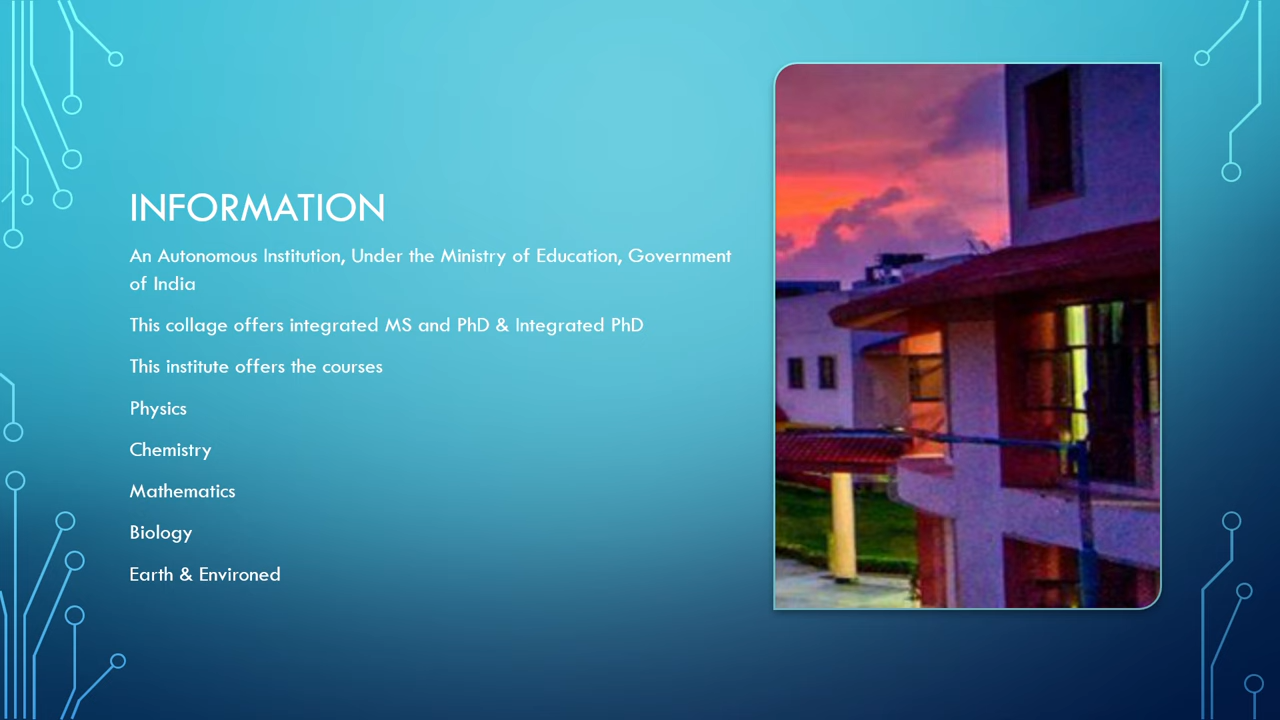 INFORMATION
An Autonomous Institution, Under the Ministry of Education, Government
of India
This collage offers integrated MS and PhD & Integrated PhD
This institute offers the courses
Physics
Chemistry
Mathematics
Biology
Earth & Environed